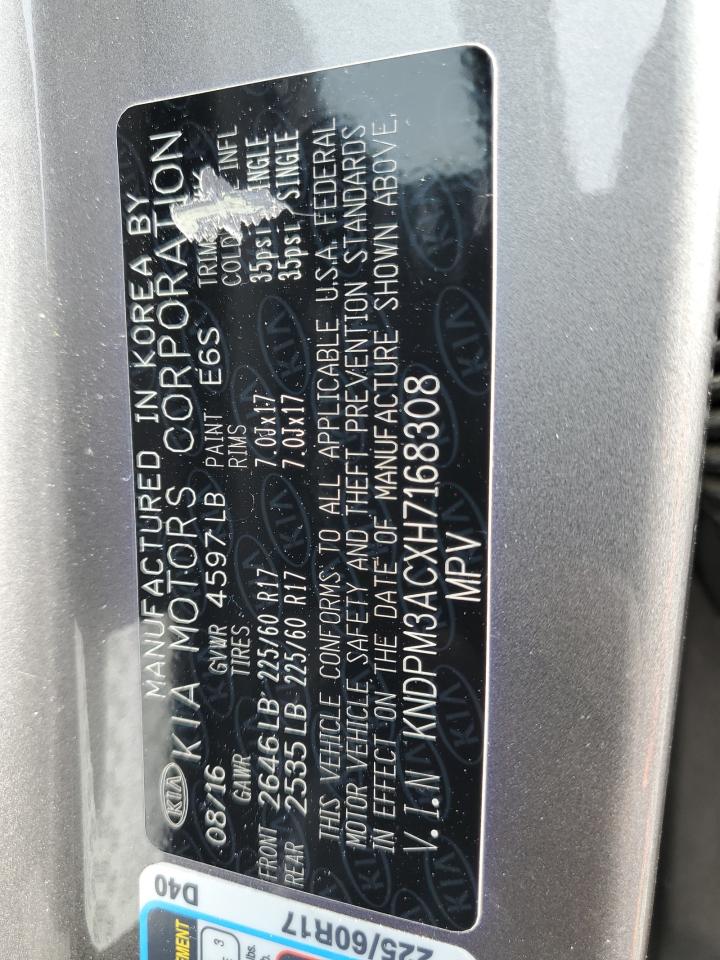 MANUFACTURED IN KOREA BY
KIA KIA MOTORS CORPORATION
08/16 GVWR 4597LB PAINT E6S TRIM
GAWR TIRES RIMS COLD INFL
FRONT 2646LB 225/60 R17 7.0Jx17 35psi SINGLE
REAR 2535LB 225/60 R17 7.0Jx17 35psi SINGLE
THIS VEHICLE CONFORMS TO ALL APPLICABLE U.S.A. FEDERAL
MOTOR VEHICLE SAFETY AND THEFT PREVENTION STANDARDS
IN EFFECT ON THE DATE OF MANUFACTURE SHOWN ABOVE.
V.I.N KNDPM3ACXH7168308
MPV
D40
3
lbs.
225/60R17